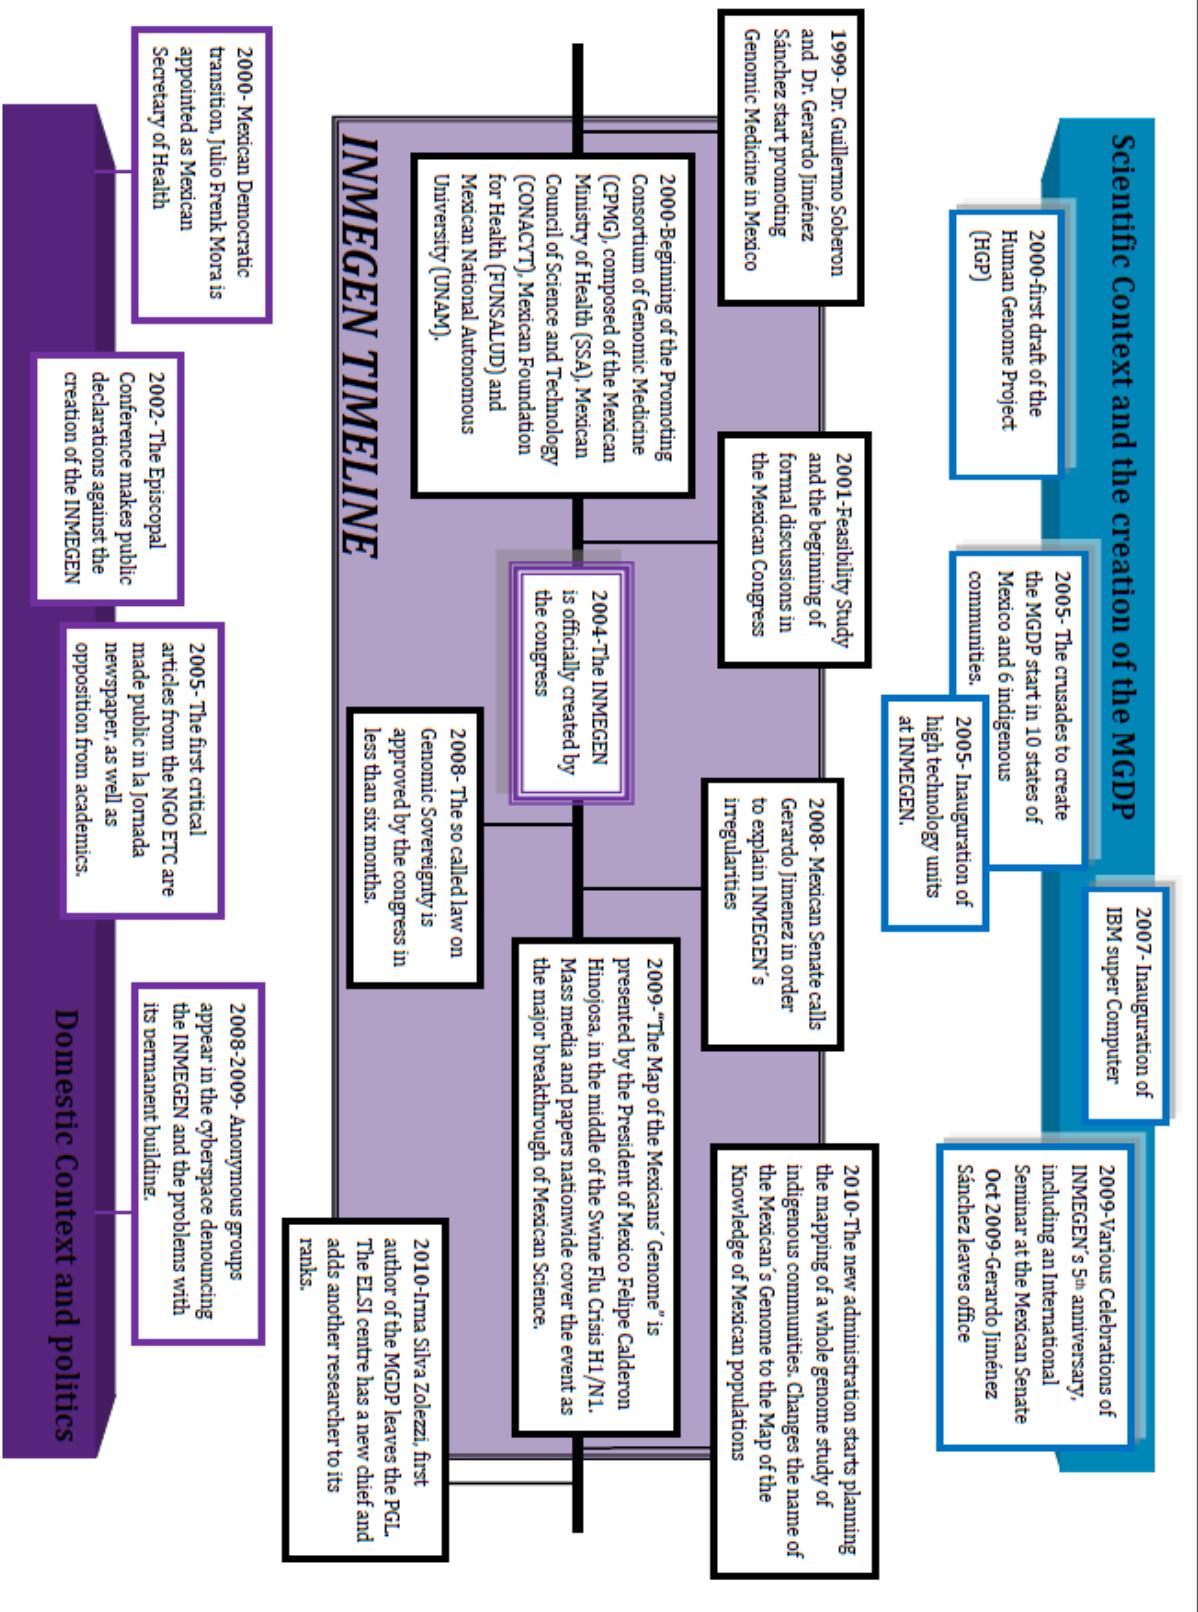 Scientific Context and the creation of the MGDP
2000-first draft of the
Human Genome Project
(HGP)
2005- The crusades to create
the MGDP start in 10 states of
Mexico and 6 indigenous
communities.
2005- Inauguration of
high technology units
at INMEGEN.
2007- Inauguration of
IBM super Computer
2009-Various Celebrations of
INMEGEN´s 5th anniversary,
including an International
Seminar at the Mexican Senate
Oct 2009-Gerardo Jiménez
Sánchez leaves office
1999- Dr. Guillermo Soberon
and Dr. Gerardo Jiménez
Sánchez start promoting
Genomic Medicine in Mexico
2001-Feasibility Study
and the beginning of
formal discussions in
the Mexican Congress
2008- Mexican Senate calls
Gerardo Jimenez in order
to explain INMEGEN´s
irregularities
2010-The new administration starts planning
the mapping of a whole genome study of
indigenous communities. Changes the name of
the Mexican´s Genome to the Map of the
Knowledge of Mexican populations
2000-Beginning of the Promoting
Consortium of Genomic Medicine
(CPMG), composed of the Mexican
Ministry of Health (SSA), Mexican
Council of Science and Technology
(CONACYT), Mexican Foundation
for Health (FUNSALUD) and
Mexican National Autonomous
University (UNAM).
2004-The INMEGEN
is officially created by
the congress
2009-"The Map of the Mexicans´ Genome" is
presented by the President of Mexico Felipe Calderon
Hinojosa, in the middle of the Swine Flu Crisis H1/N1.
Mass media and papers nationwide cover the event as
the major breakthrough of Mexican Science.
2008- The so called law on
Genomic Sovereignty is
approved by the congress in
less than six months.
2010-Irma Silva Zolezzi, first
author of the MGDP leaves the PGL.
The ELSI centre has a new chief and
adds another researcher to its
ranks.
INMEGEN TIMELINE
2000- Mexican Democratic
transition, Julio Frenk Mora is
appointed as Mexican
Secretary of Health
2002- The Episcopal
Conference makes public
declarations against the
creation of the INMEGEN
2005- The first critical
articles from the NGO ETC are
made public in la Jornada
newspaper, as well as
opposition from academics.
2008-2009- Anonymous groups
appear in the cyberspace denouncing
the INMEGEN and the problems with
its permanent building.
Domestic Context and politics